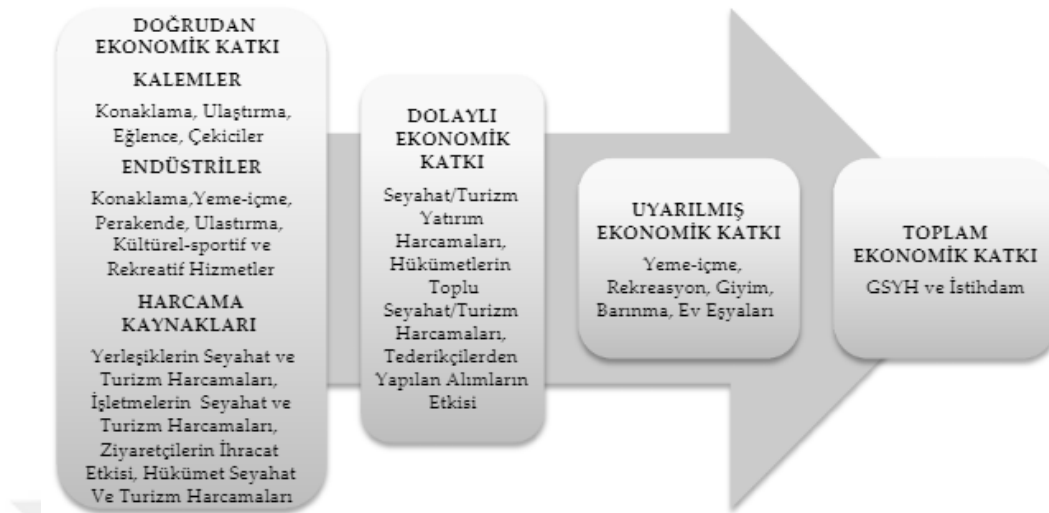 DOĞRUDAN
EKONOMİK KATKI
KALEMLER
Konaklama, Ulaştırma,
Eğlence, Çekiciler
ENDÜSTRİLER
Konaklama,Yeme-içme,
Perakende, Ulastırma,
Kültürel-sportif ve
Rekreatif Hizmetler
HARCAMA
KAYNAKLARI
Yerleşiklerin Seyahat ve
Turizm Harcamaları,
İşletmelerin Seyahat ve
Turizm Harcamaları,
Ziyaretçilerin İhracat
Etkisi, Hükümet Seyahat
Ve Turizm Harcamaları
DOLAYLI
EKONOMİK
KATKI
Seyahat/Turizm
Yatırım
Harcamaları,
Hükümetlerin
Toplu
Seyahat/Turizm
Harcamaları,
Tederikçilerden
Yapılan Alımların
Etkisi
UYARILMIŞ
EKONOMİK KATKI
Yeme-içme,
Rekreasyon, Giyim,
Barınma, Ev Eşyaları
TOPLAM
EKONOMİK KATKI
GSYH ve İstihdam